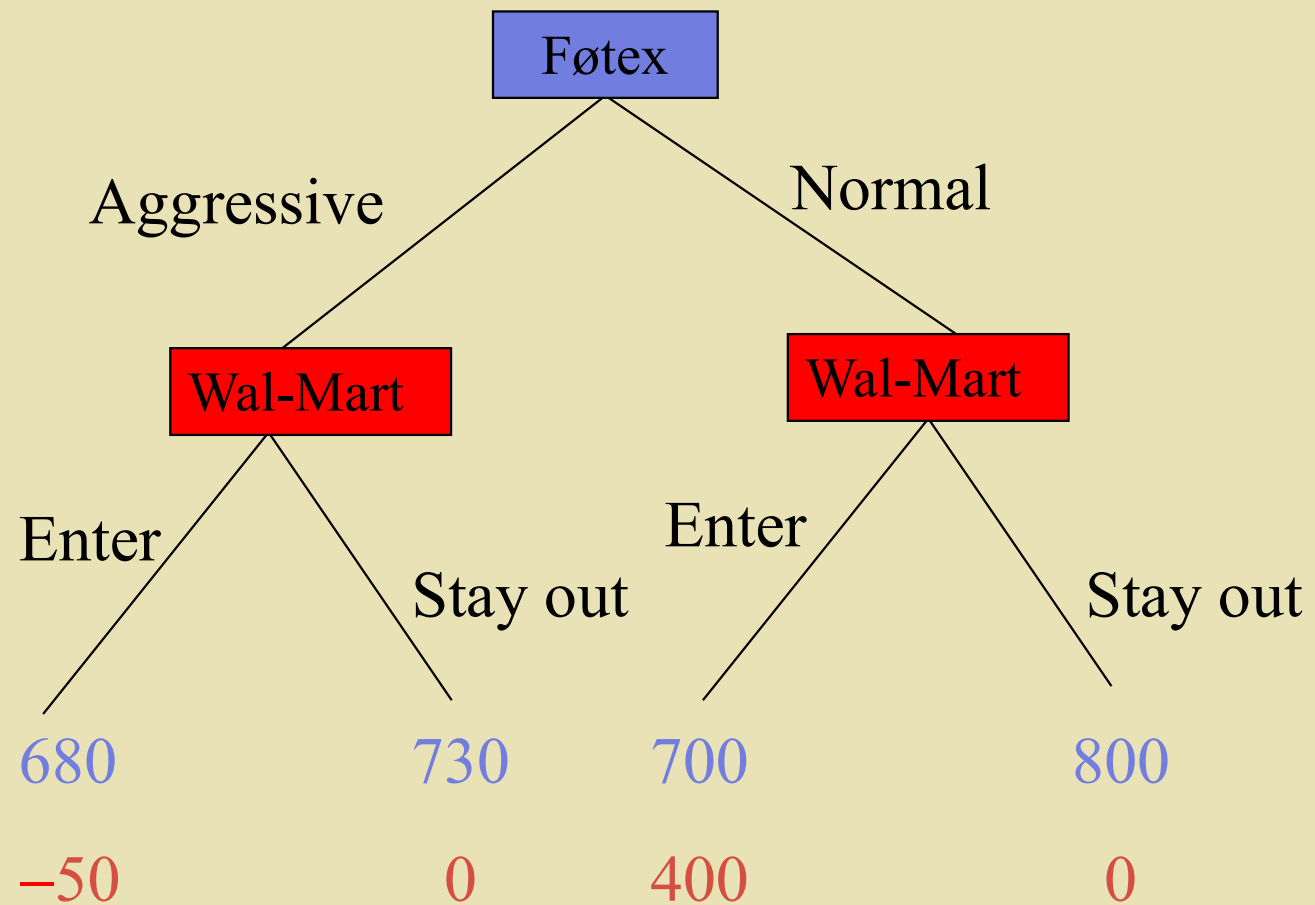 Føtex
Aggressive
Normal
Wal-Mart
Wal-Mart
Enter
Stay out
Enter
Stay out
680 730 700 800
–50 0 400 0